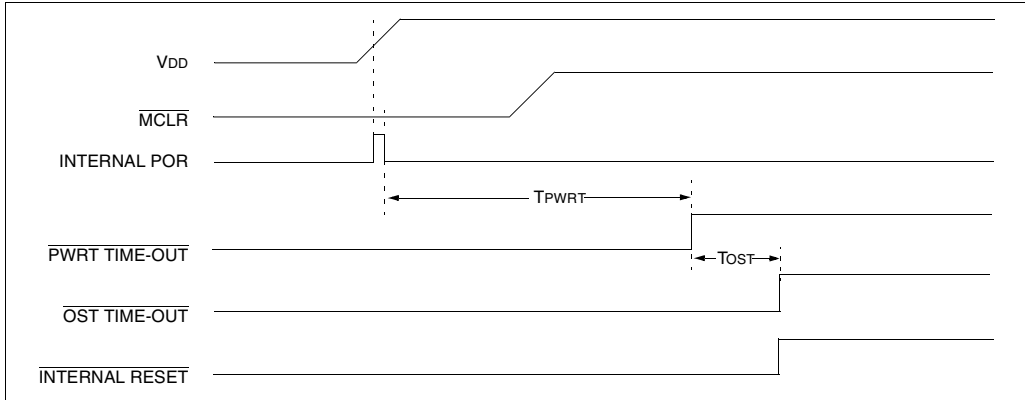 VDD
MCLR
INTERNAL POR
TPWRT
PWRT TIME-OUT
TOST
OST TIME-OUT
INTERNAL RESET